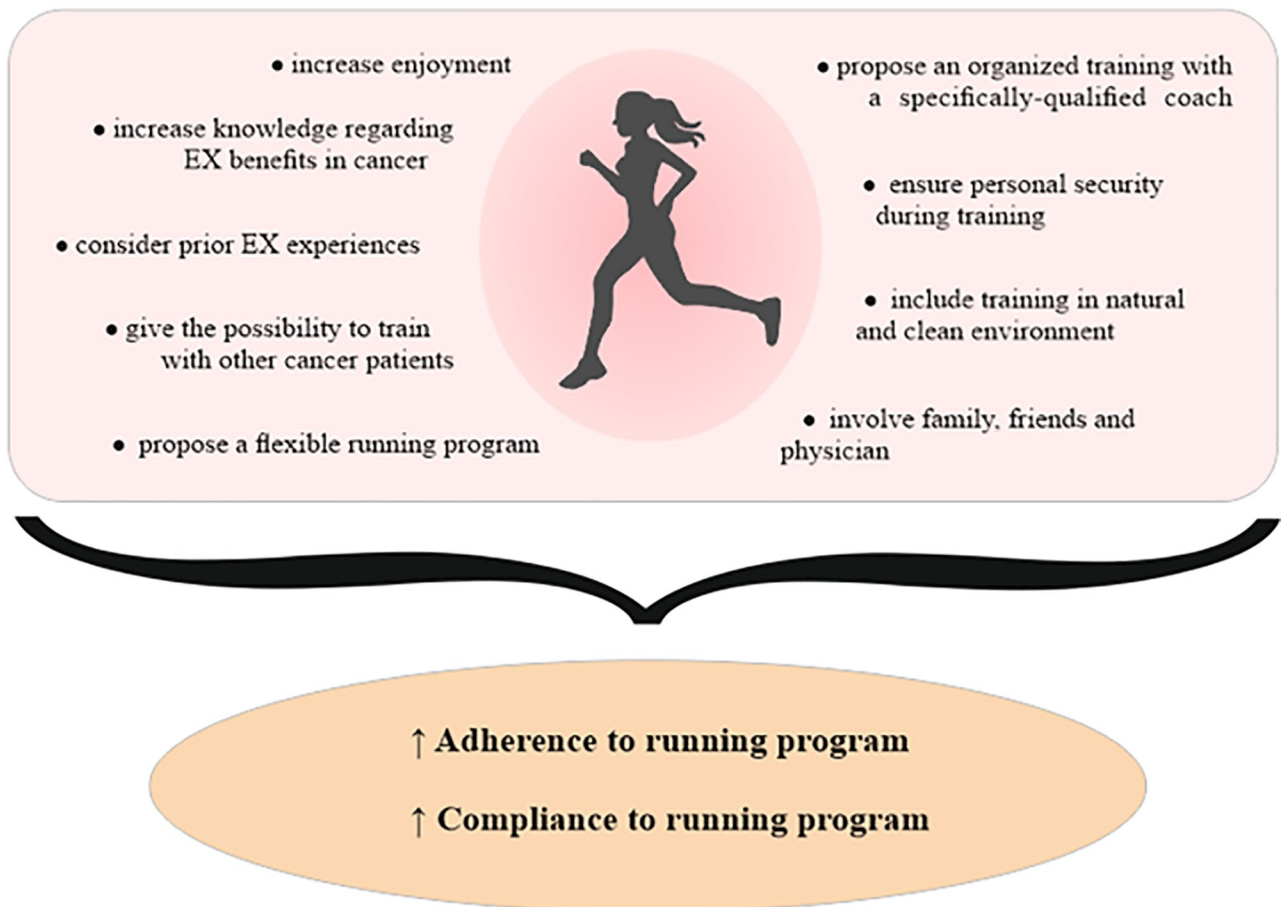 ● increase enjoyment
● increase knowledge regarding
EX benefits in cancer
● consider prior EX experiences
● give the possibility to train
with other cancer patients
● propose a flexible running program
● propose an organized training with
a specifically-qualified coach
● ensure personal security
during training
● include training in natural
and clean environment
● involve family, friends and
physician
↑ Adherence to running program
↑ Compliance to running program